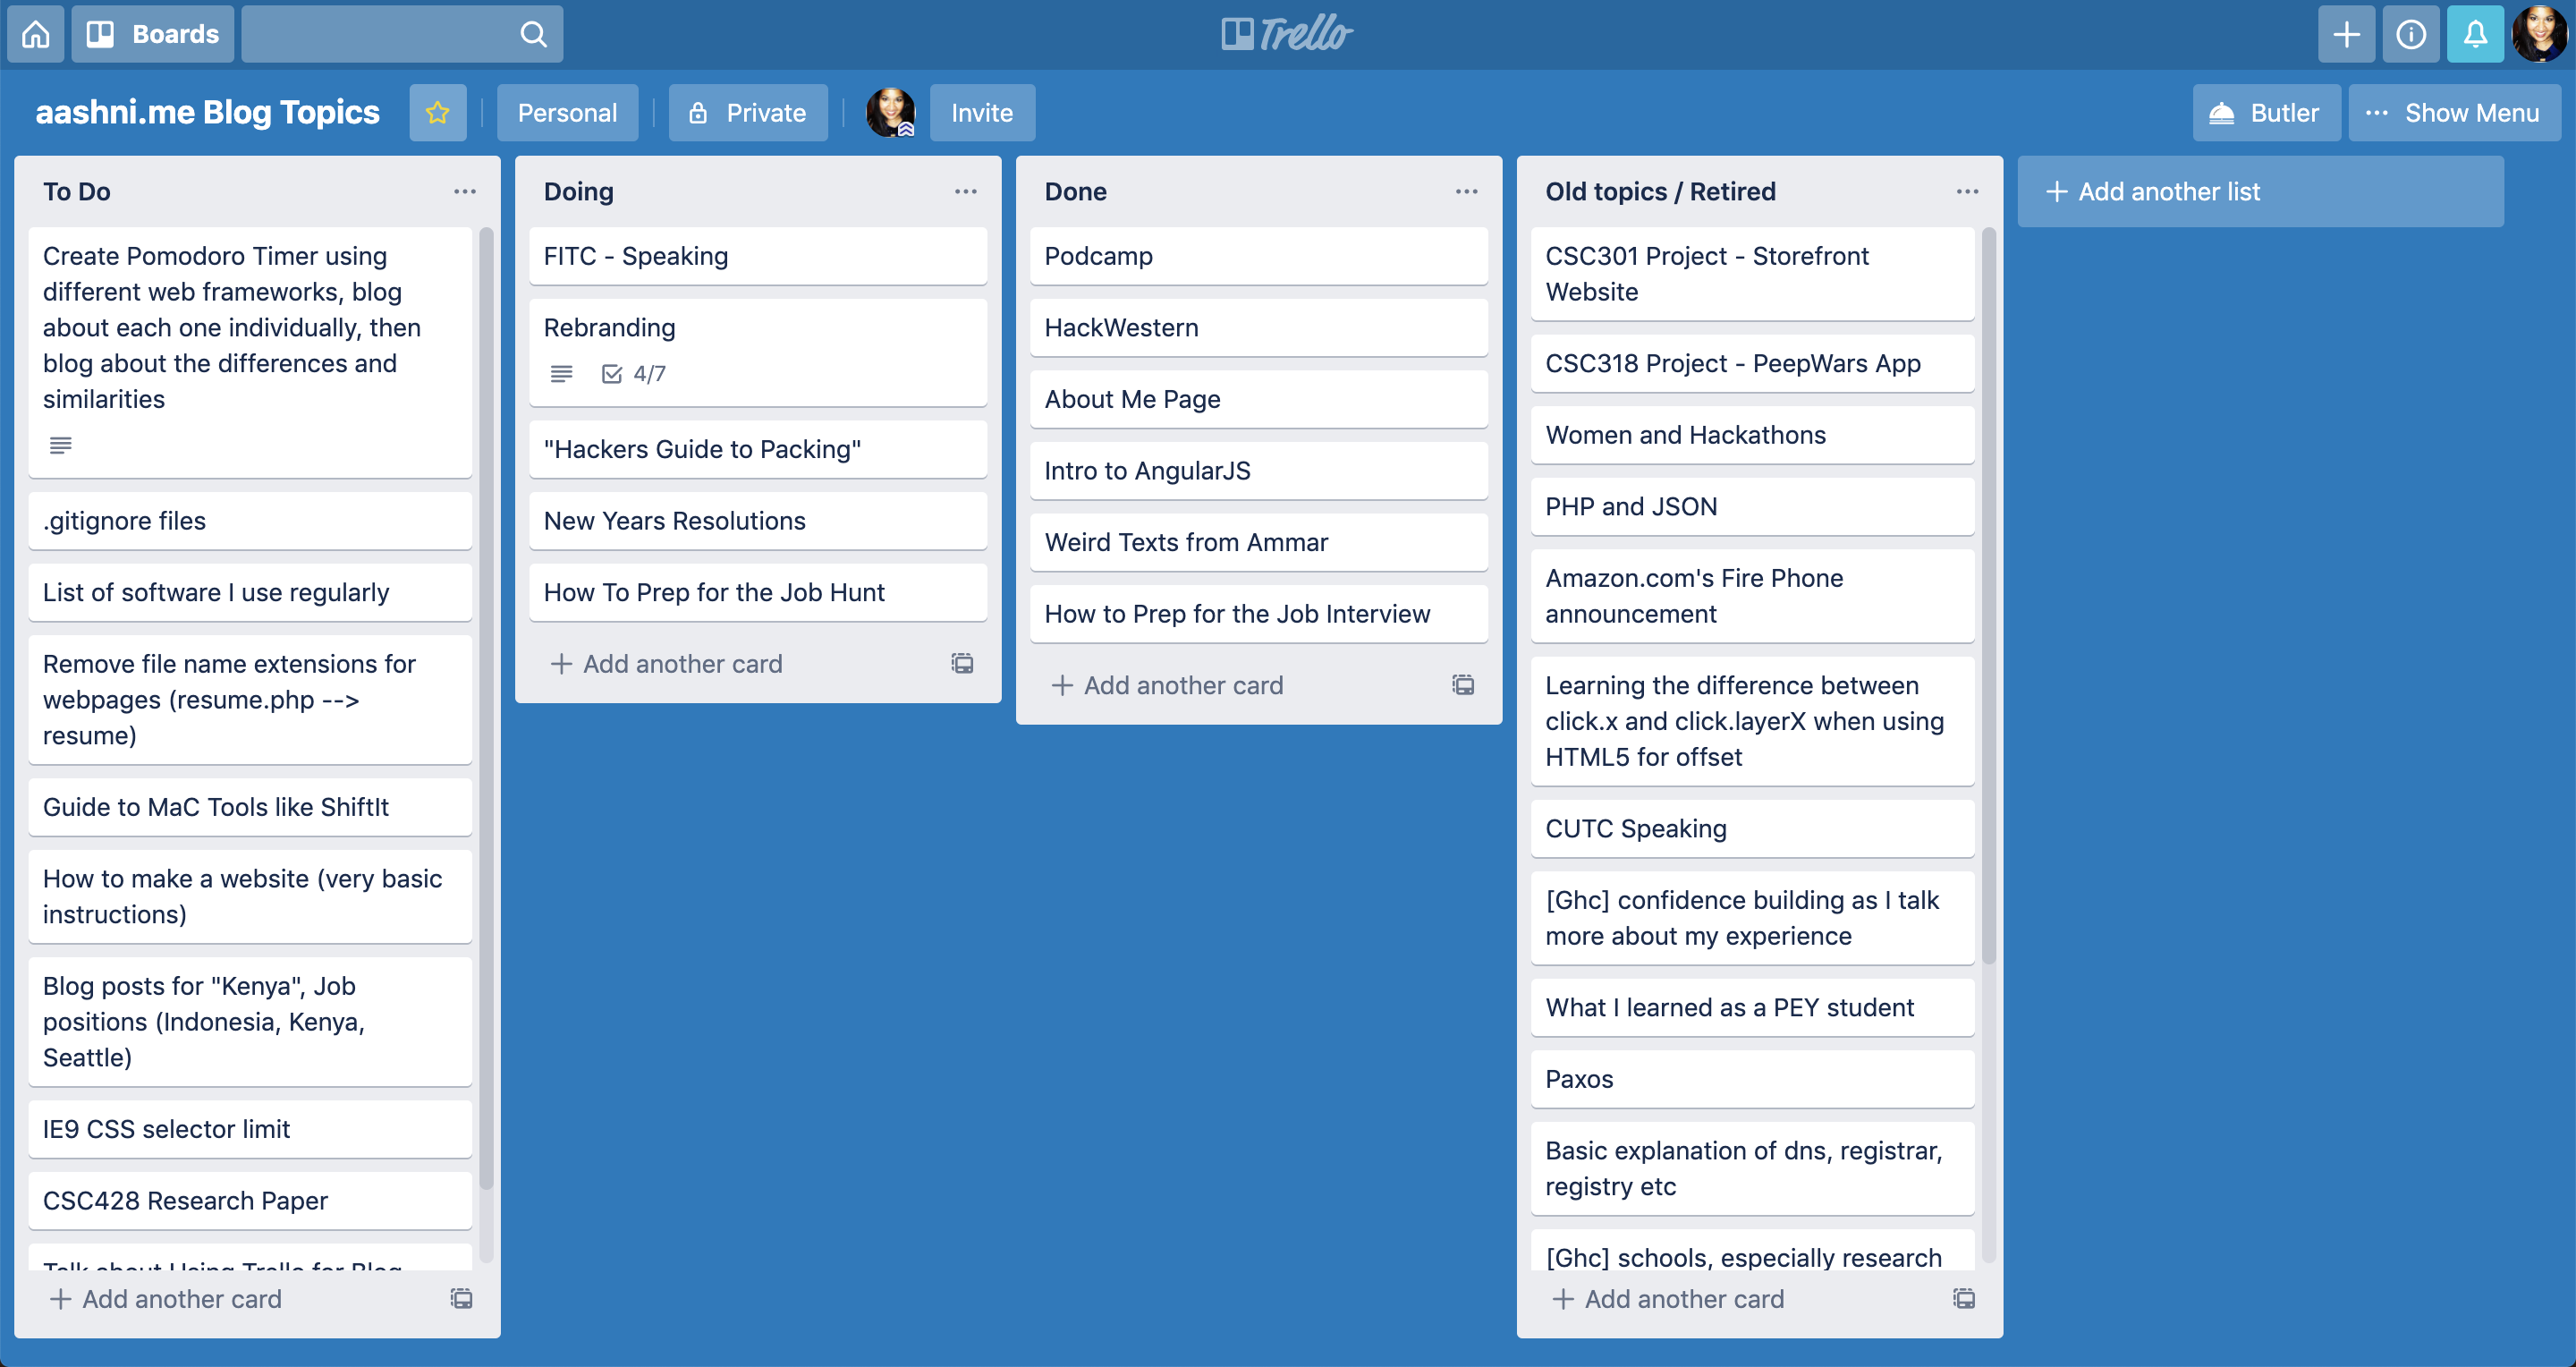 Boards
Trello
aashni.me Blog Topics
Personal
Private
Invite
Butler
... Show Menu
To Do
Create Pomodoro Timer using
different web frameworks, blog
about each one individually, then
blog about the differences and
similarities
.gitignore files
List of software I use regularly
Remove file name extensions for
webpages (resume.php -->
resume)
Guide to MaC Tools like ShiftIt
How to make a website (very basic
instructions)
Blog posts for "Kenya", Job
positions (Indonesia, Kenya,
Seattle)
IE9 CSS selector limit
CSC428 Research Paper
Talk about Using Trello for Blog
+ Add another card
Doing
FITC - Speaking
Rebranding
4/7
"Hackers Guide to Packing"
New Years Resolutions
How To Prep for the Job Hunt
+ Add another card
Done
Podcamp
HackWestern
About Me Page
Intro to AngularJS
Weird Texts from Ammar
How to Prep for the Job Interview
+ Add another card
Old topics / Retired
CSC301 Project - Storefront
Website
CSC318 Project - PeepWars App
Women and Hackathons
PHP and JSON
Amazon.com's Fire Phone
announcement
Learning the difference between
click.x and click.layerX when using
HTML5 for offset
CUTC Speaking
[Ghc] confidence building as I talk
more about my experience
What I learned as a PEY student
Paxos
Basic explanation of dns, registrar,
registry etc
[Ghc] schools, especially research
+ Add another card
+ Add another list